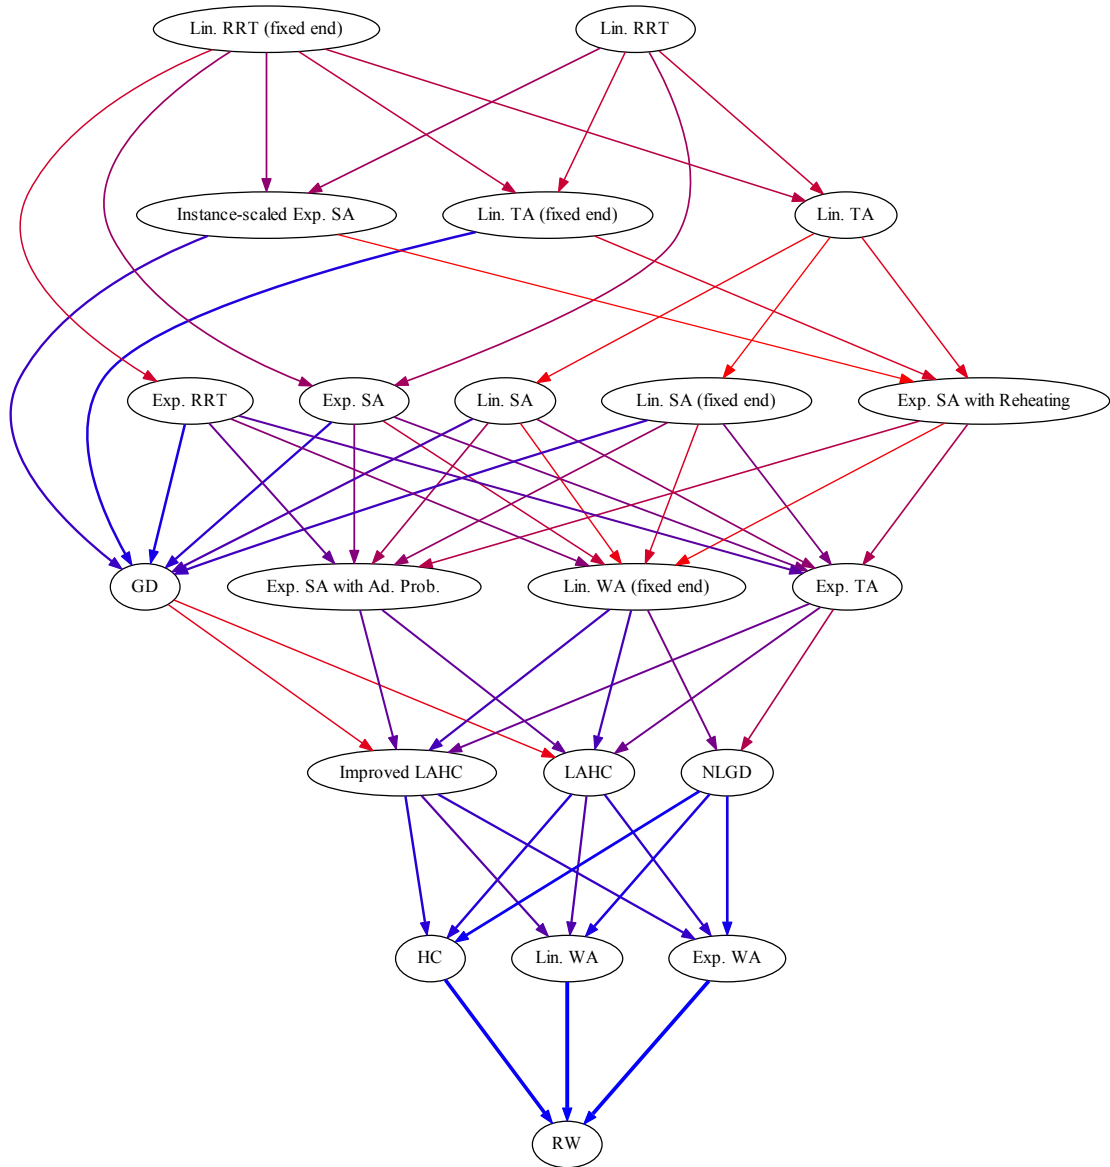 Lin. RRT (fixed end)
Lin. RRT
Instance-scaled Exp. SA
Lin. TA (fixed end)
Lin. TA
Exp. RRT
Exp. SA
Lin. SA
Lin. SA (fixed end)
Exp. SA with Reheating
GD
Exp. SA with Ad. Prob.
Lin. WA (fixed end)
Exp. TA
Improved LAHC
LAHC
NLGD
HC
Lin. WA
Exp. WA
RW